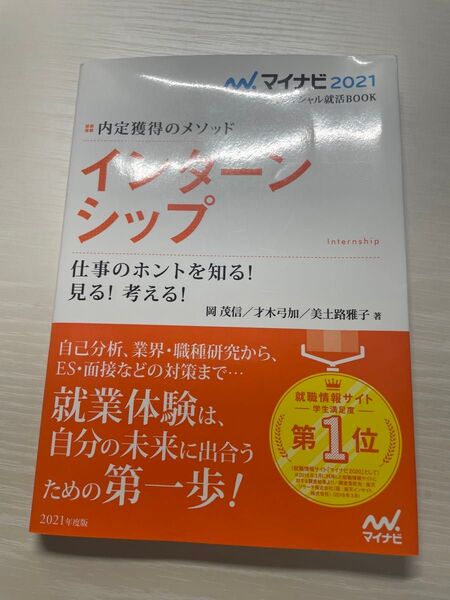 マイナビ 2021
シャル就活BOOK
内定獲得のメソッド
インターン
シップ
Internship
仕事のホントを知る!
見る! 考える!
岡 茂信/才木弓加/美土路雅子 著
自己分析、業界・職種研究から、
ES・面接などの対策まで…
就業体験は、
自分の未来に出合う
ための第一歩!
2021年度版
就職情報サイト
学生満足度
第1位
マイナビ